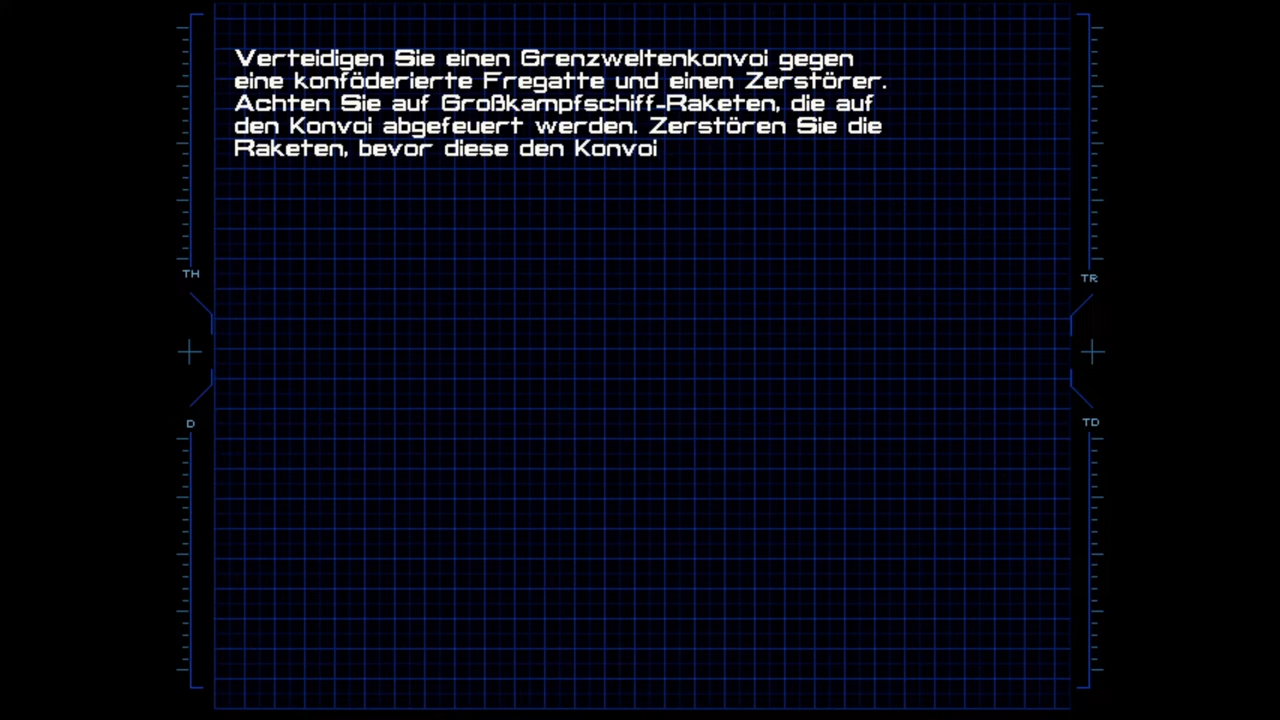 Verteidigen Sie einen Grenzweltenkonvoi gegen
eine konföderierte Fregatte und einen Zerstörer.
Achten Sie auf Großkampfschiff-Raketen, die auf
den Konvoi abgefeuert werden. Zerstören Sie die
Raketen, bevor diese den Konvoi
TH
TR
D
TD